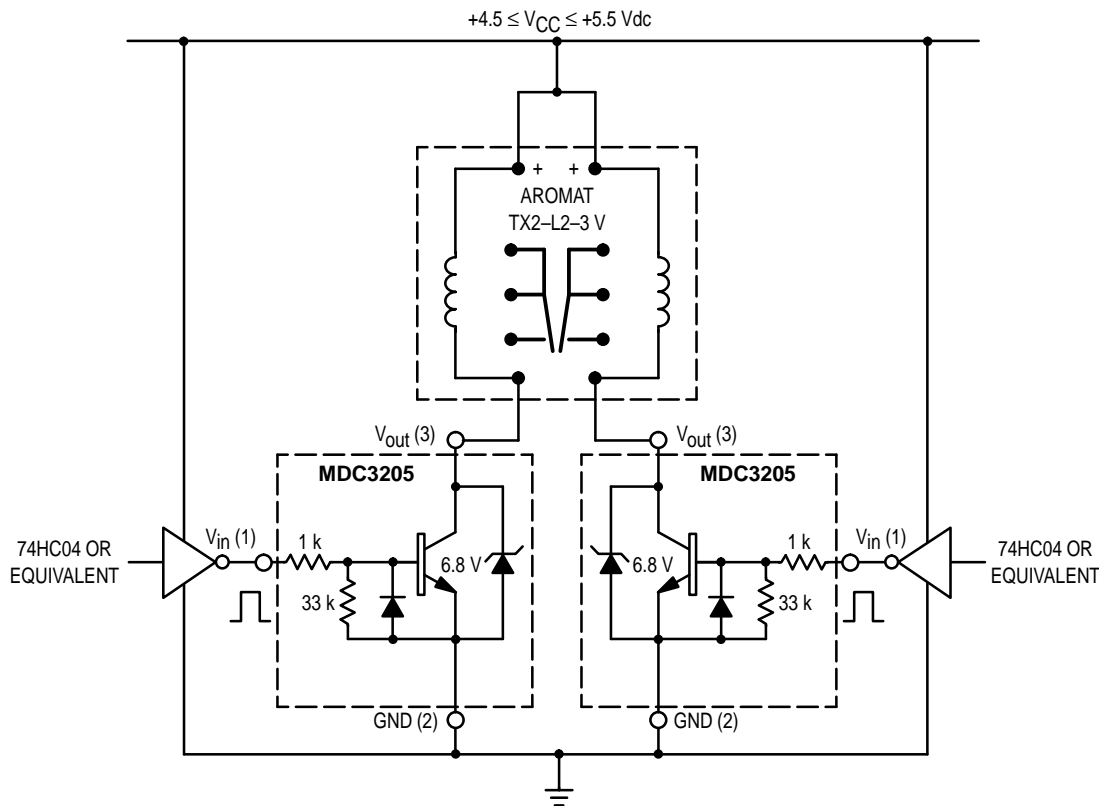 +4.5 ≤ VCC ≤ +5.5 Vdc
+ +
AROMAT
TX2–L2–3 V
Vout (3)
Vout (3)
MDC3205
MDC3205
74HC04 OR
EQUIVALENT
Vin (1)
1 k
33 k
6.8 V
6.8 V
1 k
33 k
Vin (1)
74HC04 OR
EQUIVALENT
GND (2)
GND (2)